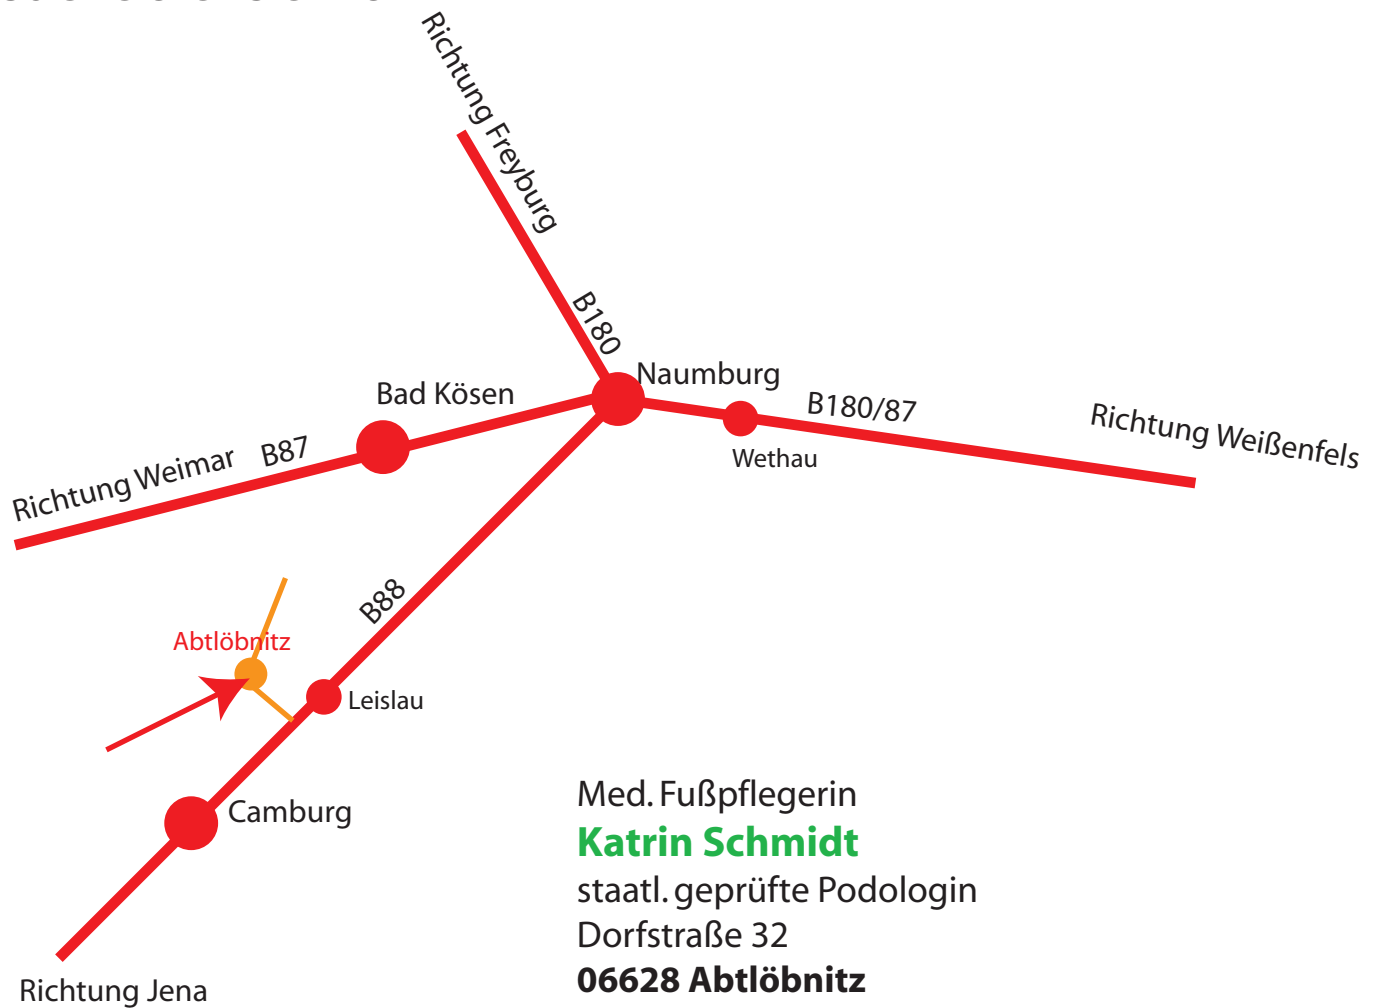 Richtung Freyburg
B180
Naumburg
Bad Kösen
B180/87
Richtung Weißenfels
Richtung Weimar
B87
Wethau
B88
Abtlöbnitz
Leislau
Camburg
Med. Fußpflegerin
Katrin Schmidt
staatl. geprüfte Podologin
Dorfstraße 32
06628 Abtlöbnitz
Richtung Jena